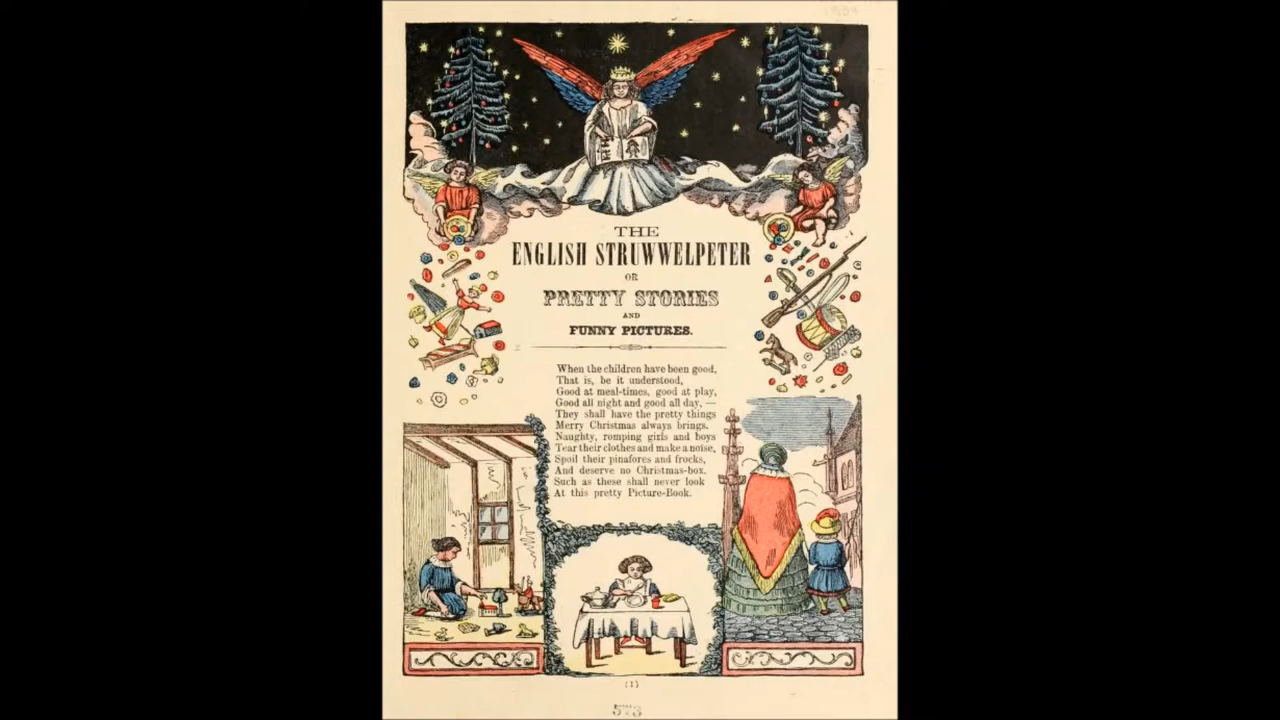 THE
ENGLISH STRUWWELPETER
OR
PRETTY STORIES
AND
FUNNY PICTURES.
When the children have been good,
That is, be it understood,
Good at meal-times, good at play,
Good all night and good all day, —
They shall have the pretty things
Merry Christmas always brings.
Naughty, romping girls and boys
Tear their clothes and make a noise,
Spoil their pinafores and frocks,
And deserve no Christmas-box.
Such as these shall never look
At this pretty Picture-Book.
(1)
573